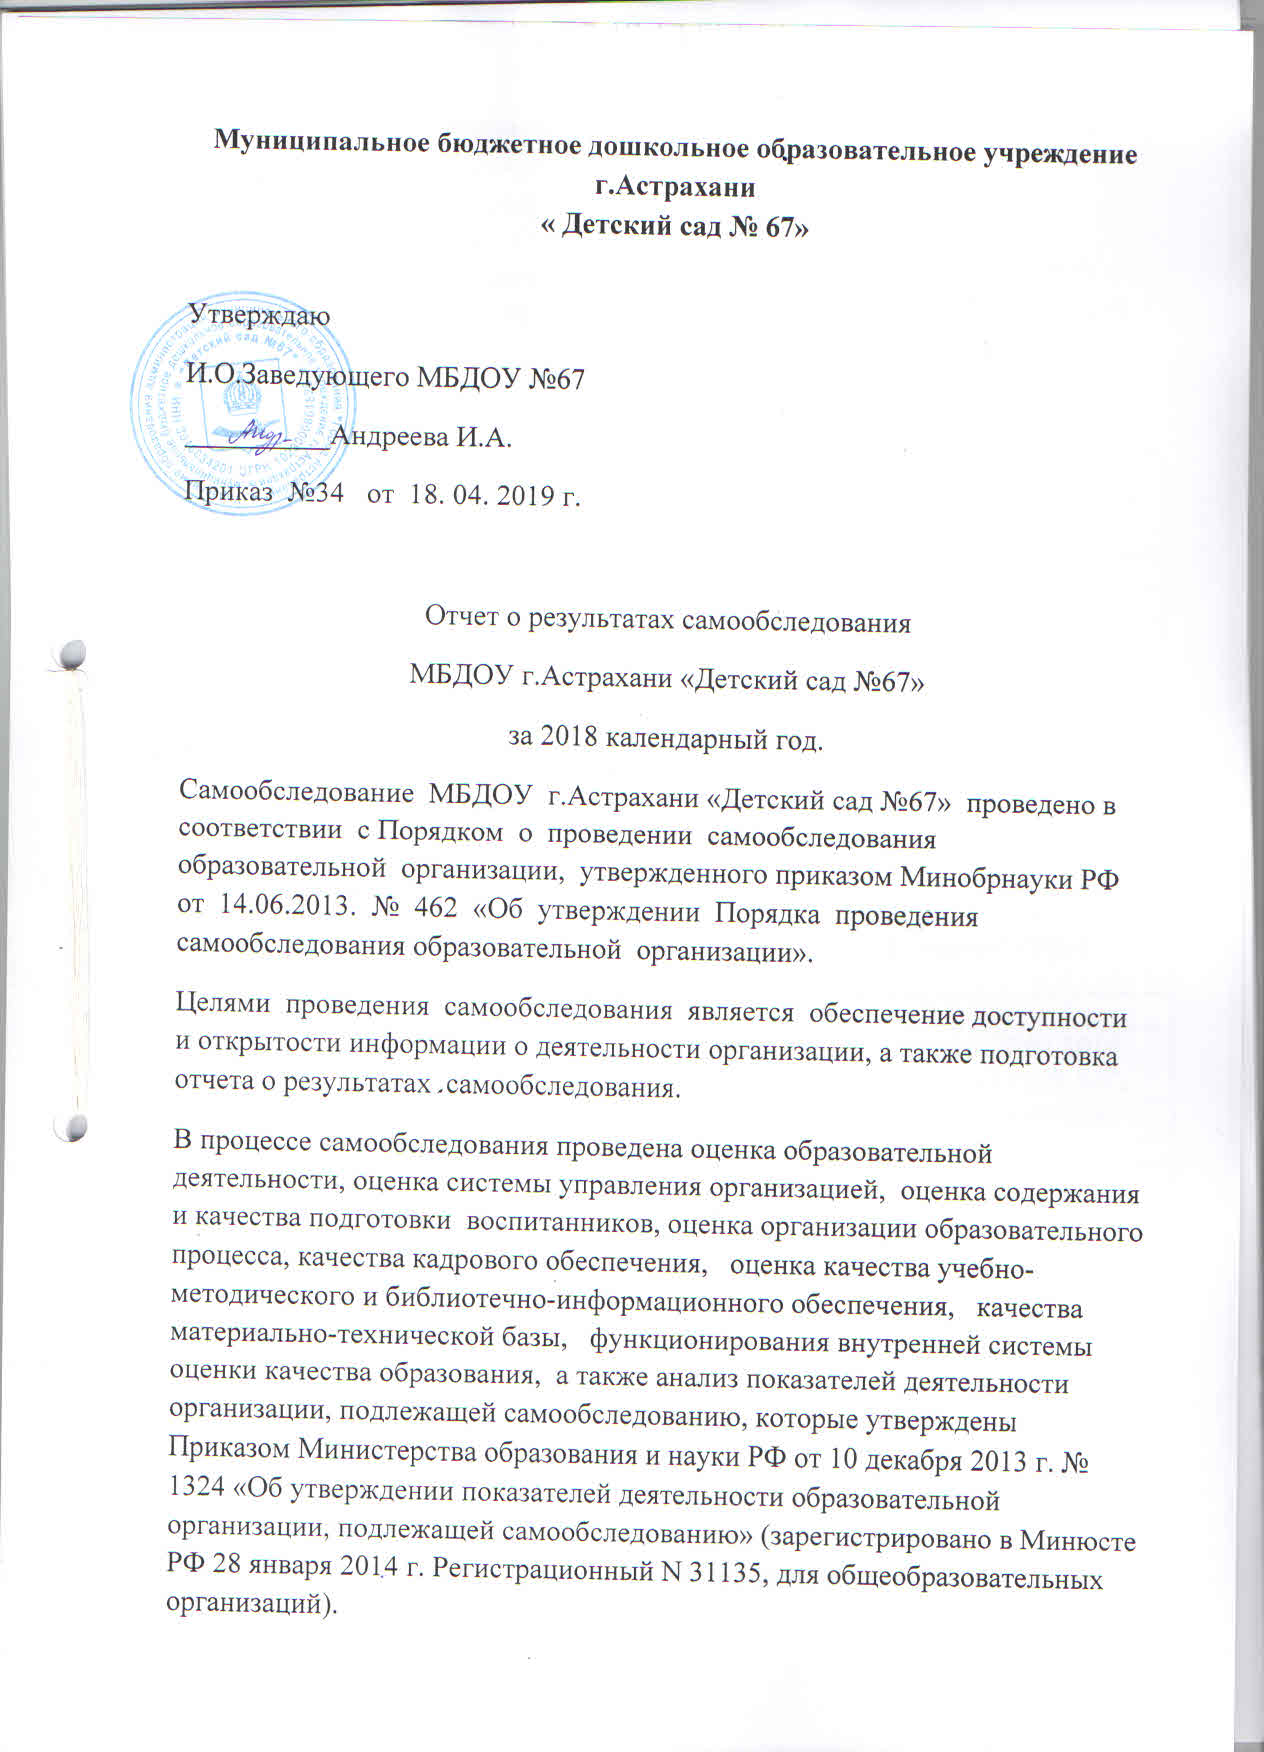 Муниципальное бюджетное дошкольное образовательное учреждение
г.Астрахани
« Детский сад № 67»
Утверждаю
И.О.Заведующего МБДОУ №67
Андреева И.А.
Приказ №34 от 18. 04. 2019 г.
Отчет о результатах самообследования
МБДОУ г.Астрахани «Детский сад №67»
за 2018 календарный год.
Самообследование МБДОУ г.Астрахани «Детский сад №67» проведено в
соответствии с Порядком о проведении самообследования
образовательной организации, утвержденного приказом Минобрнауки РФ
от 14.06.2013. № 462 «Об утверждении Порядка проведения
самообследования образовательной организации».
Целями проведения самообследования является обеспечение доступности
и открытости информации о деятельности организации, а также подготовка
отчета о результатах самообследования.
В процессе самообследования проведена оценка образовательной
деятельности, оценка системы управления организацией, оценка содержания
и качества подготовки воспитанников, оценка организации образовательного
процесса, качества кадрового обеспечения, оценка качества учебно-
методического и библиотечно-информационного обеспечения, качества
материально-технической базы, функционирования внутренней системы
оценки качества образования, а также анализ показателей деятельности
организации, подлежащей самообследованию, которые утверждены
Приказом Министерства образования и науки РФ от 10 декабря 2013 г. №
1324 «Об утверждении показателей деятельности образовательной
организации, подлежащей самообследованию» (зарегистрировано в Минюсте
РФ 28 января 2014 г. Регистрационный N 31135, для общеобразовательных
организаций).